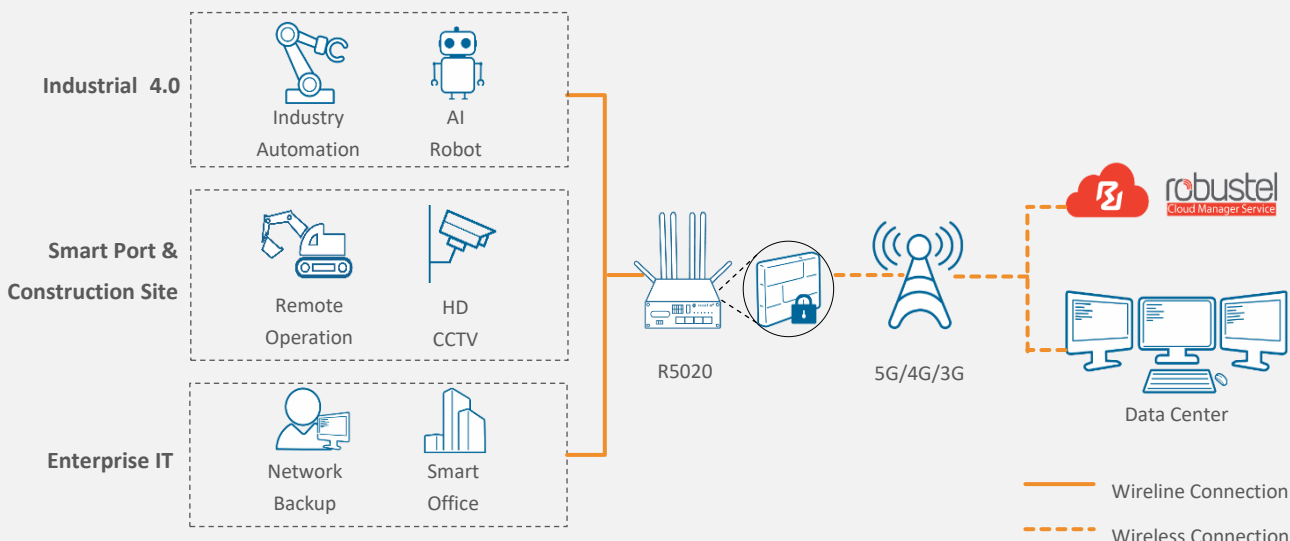 Industrial 4.0
Industry
Automation
AI
Robot
Smart Port &
Construction Site
Remote
Operation
HD
CCTV
Enterprise IT
Network
Backup
Smart
Office
R5020
5G/4G/3G
robustel
Cloud Manager Service
Data Center
Wireline Connection
Wireless Connection